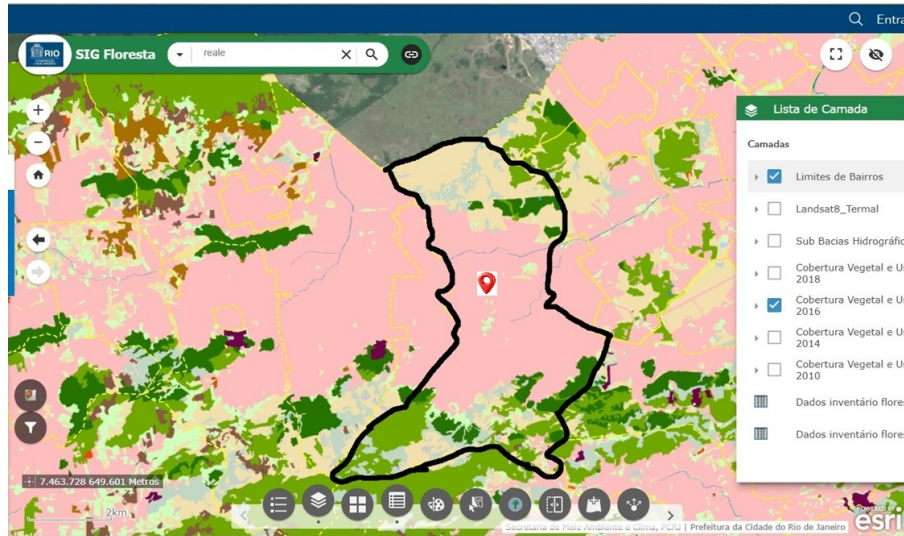 Entra
RIO
SIG Floresta
reale
Lista de Camada
Camadas
Limites de Bairros
Landsat8_Termal
Sub Bacias Hidrográfic
Cobertura Vegetal e Us
2018
Cobertura Vegetal e Us
2016
Cobertura Vegetal e Us
2014
Cobertura Vegetal e Us
2010
Dados inventário flores
Dados inventário flores
7.463.728 649.601 Metros
2km
Secretaria do Meio Ambiente e Clima, PCRJ | Prefeitura da Cidade do Rio de Janeiro
POWERED BY
esri